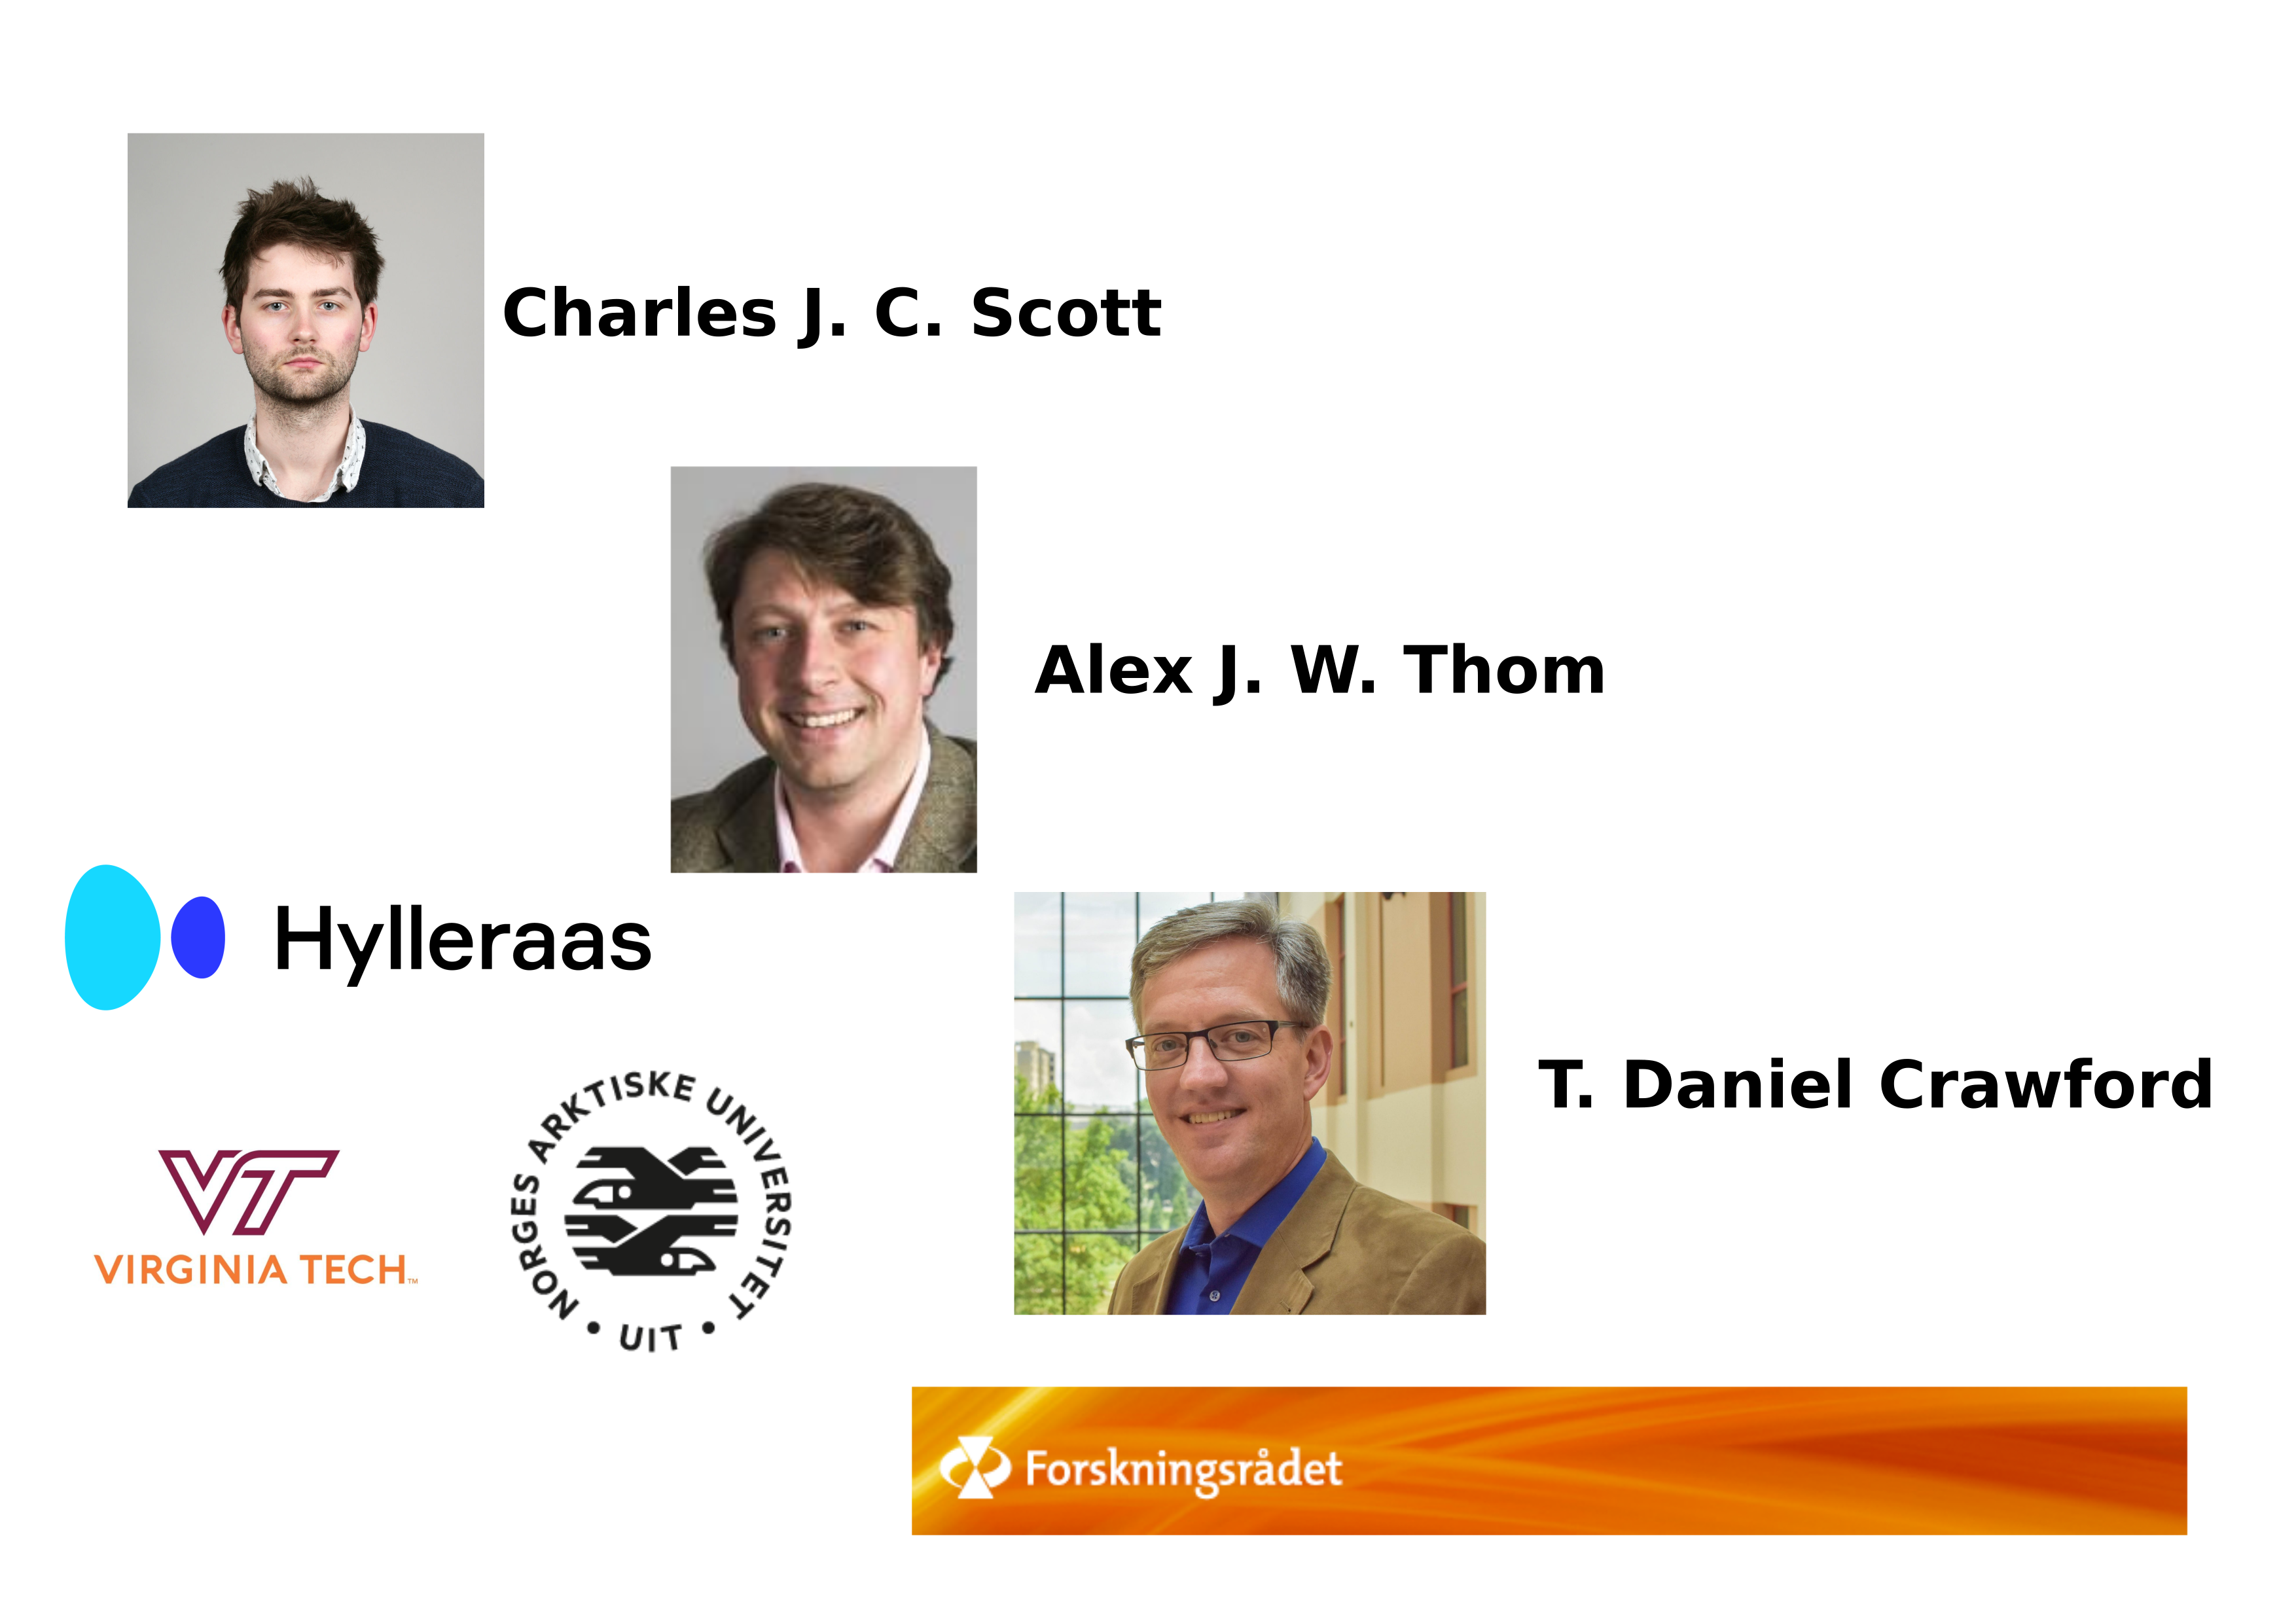 Charles J. C. Scott
Alex J. W. Thom
Hylleraas
T. Daniel Crawford
VT
VIRGINIA TECH™
NORGES ARKTISKE UNIVERSITET
• UIT •
Forskningsrådet